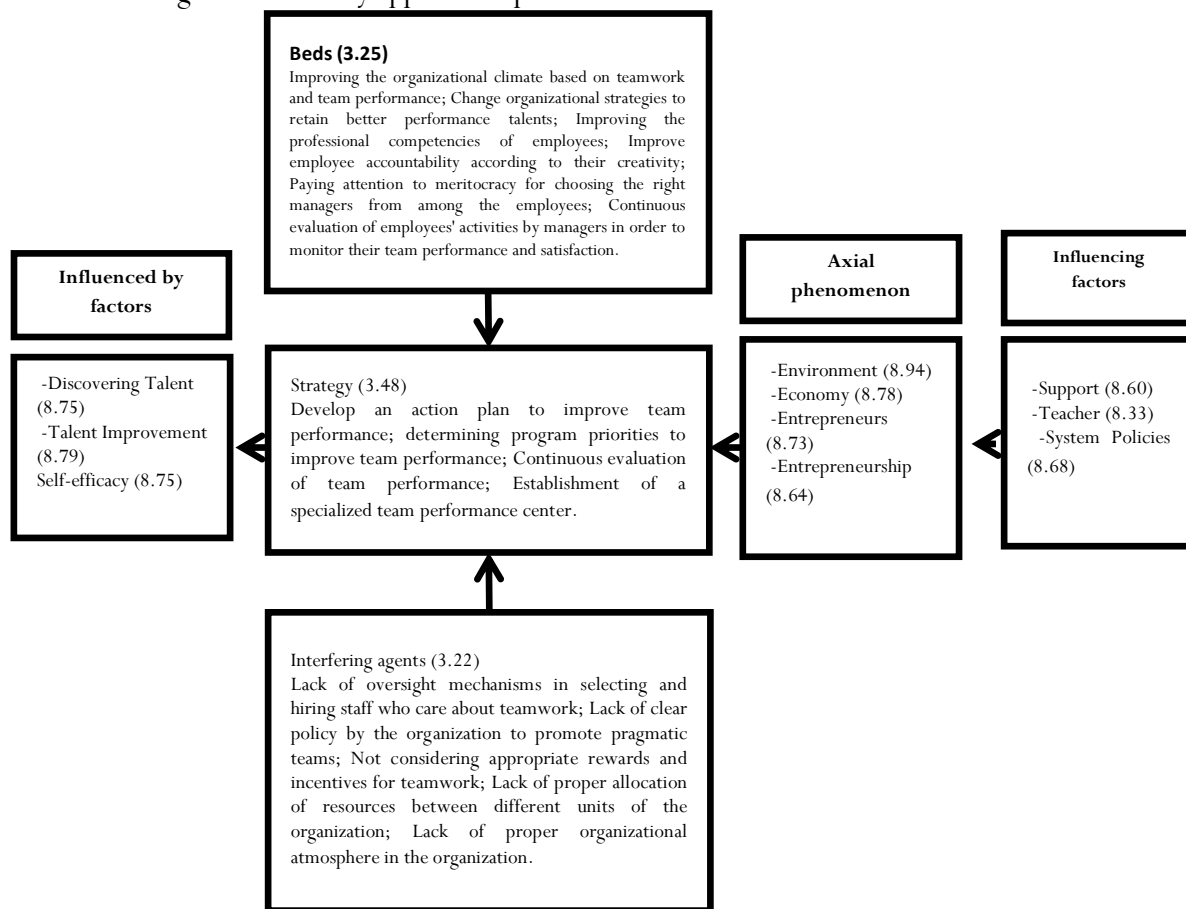 Beds (3.25)
Improving the organizational climate based on teamwork
and team performance; Change organizational strategies to
retain better performance talents; Improving the
professional competencies of employees; Improve
employee accountability according to their creativity;
Paying attention to meritocracy for choosing the right
managers from among the employees; Continuous
evaluation of employees' activities by managers in order to
monitor their team performance and satisfaction.
Influenced by
factors
Axial
phenomenon
Influencing
factors
-Discovering Talent
(8.75)
-Talent Improvement
(8.79)
Self-efficacy (8.75)
Strategy (3.48)
Develop an action plan to improve team
performance; determining program priorities to
improve team performance; Continuous evaluation
of team performance; Establishment of a
specialized team performance center.
-Environment (8.94)
-Economy (8.78)
-Entrepreneurs
(8.73)
-Entrepreneurship
(8.64)
-Support (8.60)
-Teacher (8.33)
-System Policies
(8.68)
Interfering agents (3.22)
Lack of oversight mechanisms in selecting and
hiring staff who care about teamwork; Lack of clear
policy by the organization to promote pragmatic
teams; Not considering appropriate rewards and
incentives for teamwork; Lack of proper allocation
of resources between different units of the
organization; Lack of proper organizational
atmosphere in the organization.